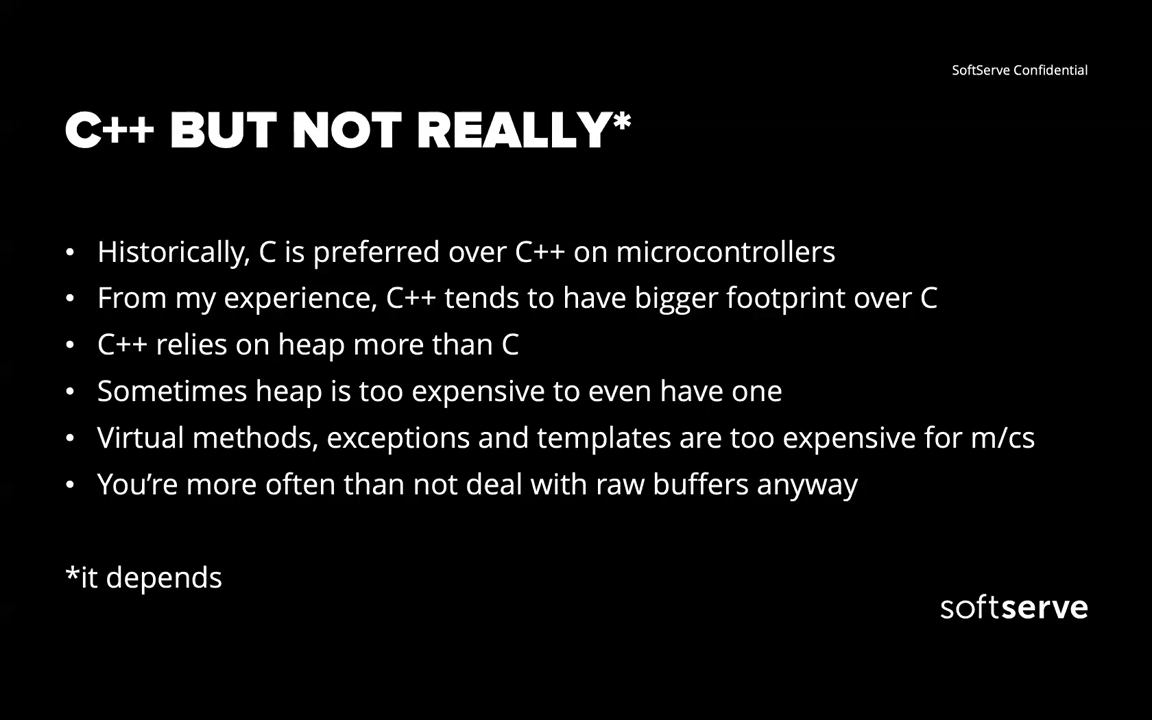 SoftServe Confidential
C++ BUT NOT REALLY*
• Historically, C is preferred over C++ on microcontrollers
• From my experience, C++ tends to have bigger footprint over C
• C++ relies on heap more than C
• Sometimes heap is too expensive to even have one
• Virtual methods, exceptions and templates are too expensive for m/cs
• You’re more often than not deal with raw buffers anyway
*it depends
softserve